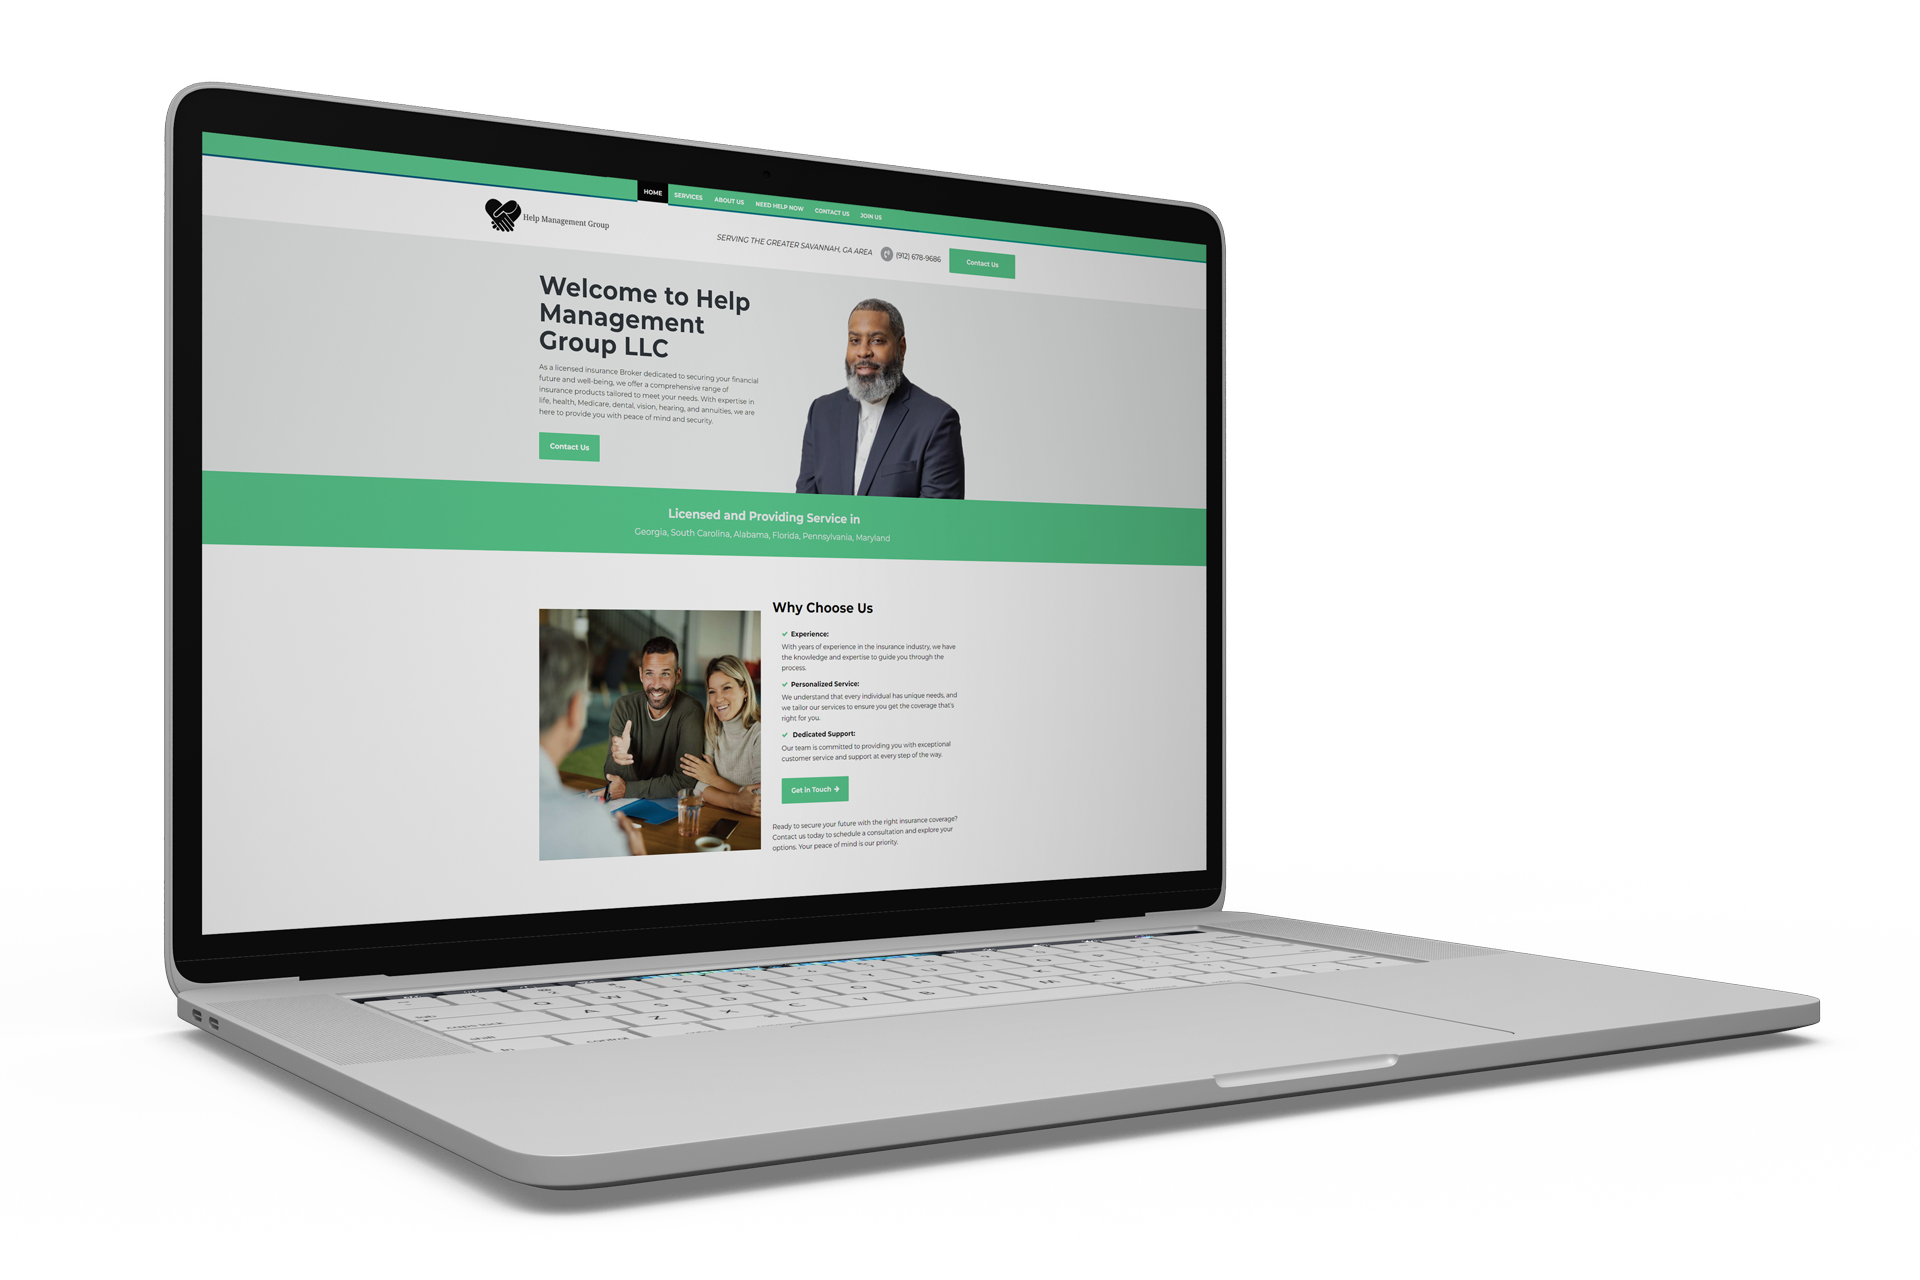 HOME SERVICES ABOUT US NEED HELP NOW CONTACT US JOIN US
Help Management Group
SERVING THE GREATER SAVANNAH, GA AREA (912) 678-9686 Contact Us
Welcome to Help
Management
Group LLC
As a licensed insurance Broker dedicated to securing your financial
future and well-being, we offer a comprehensive range of
insurance products tailored to meet your needs. With expertise in
life, health, Medicare, dental, vision, hearing, and annuities, we are
here to provide you with peace of mind and security.
Contact Us
Licensed and Providing Service in
Georgia, South Carolina, Alabama, Florida, Pennsylvania, Maryland
Why Choose Us
Experience:
With years of experience in the insurance industry, we have
the knowledge and expertise to guide you through the
process.
Personalized Service:
We understand that every individual has unique needs, and
we tailor our services to ensure you get the coverage that's
right for you.
Dedicated Support:
Our team is committed to providing you with exceptional
customer service and support at every step of the way.
Get in Touch
Ready to secure your future with the right insurance coverage?
Contact us today to schedule a consultation and explore your
options. Your peace of mind is our priority.